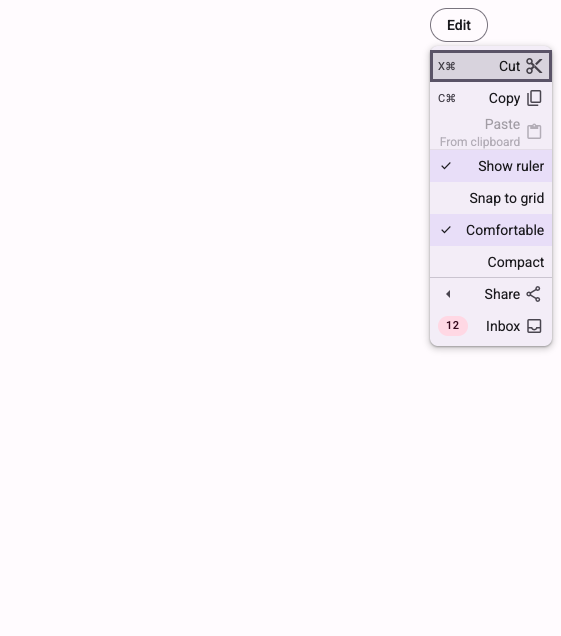 Edit
Cut X⌘
Copy C⌘
Paste
From clipboard
Show ruler
Snap to grid
Comfortable
Compact
Share
Inbox 12